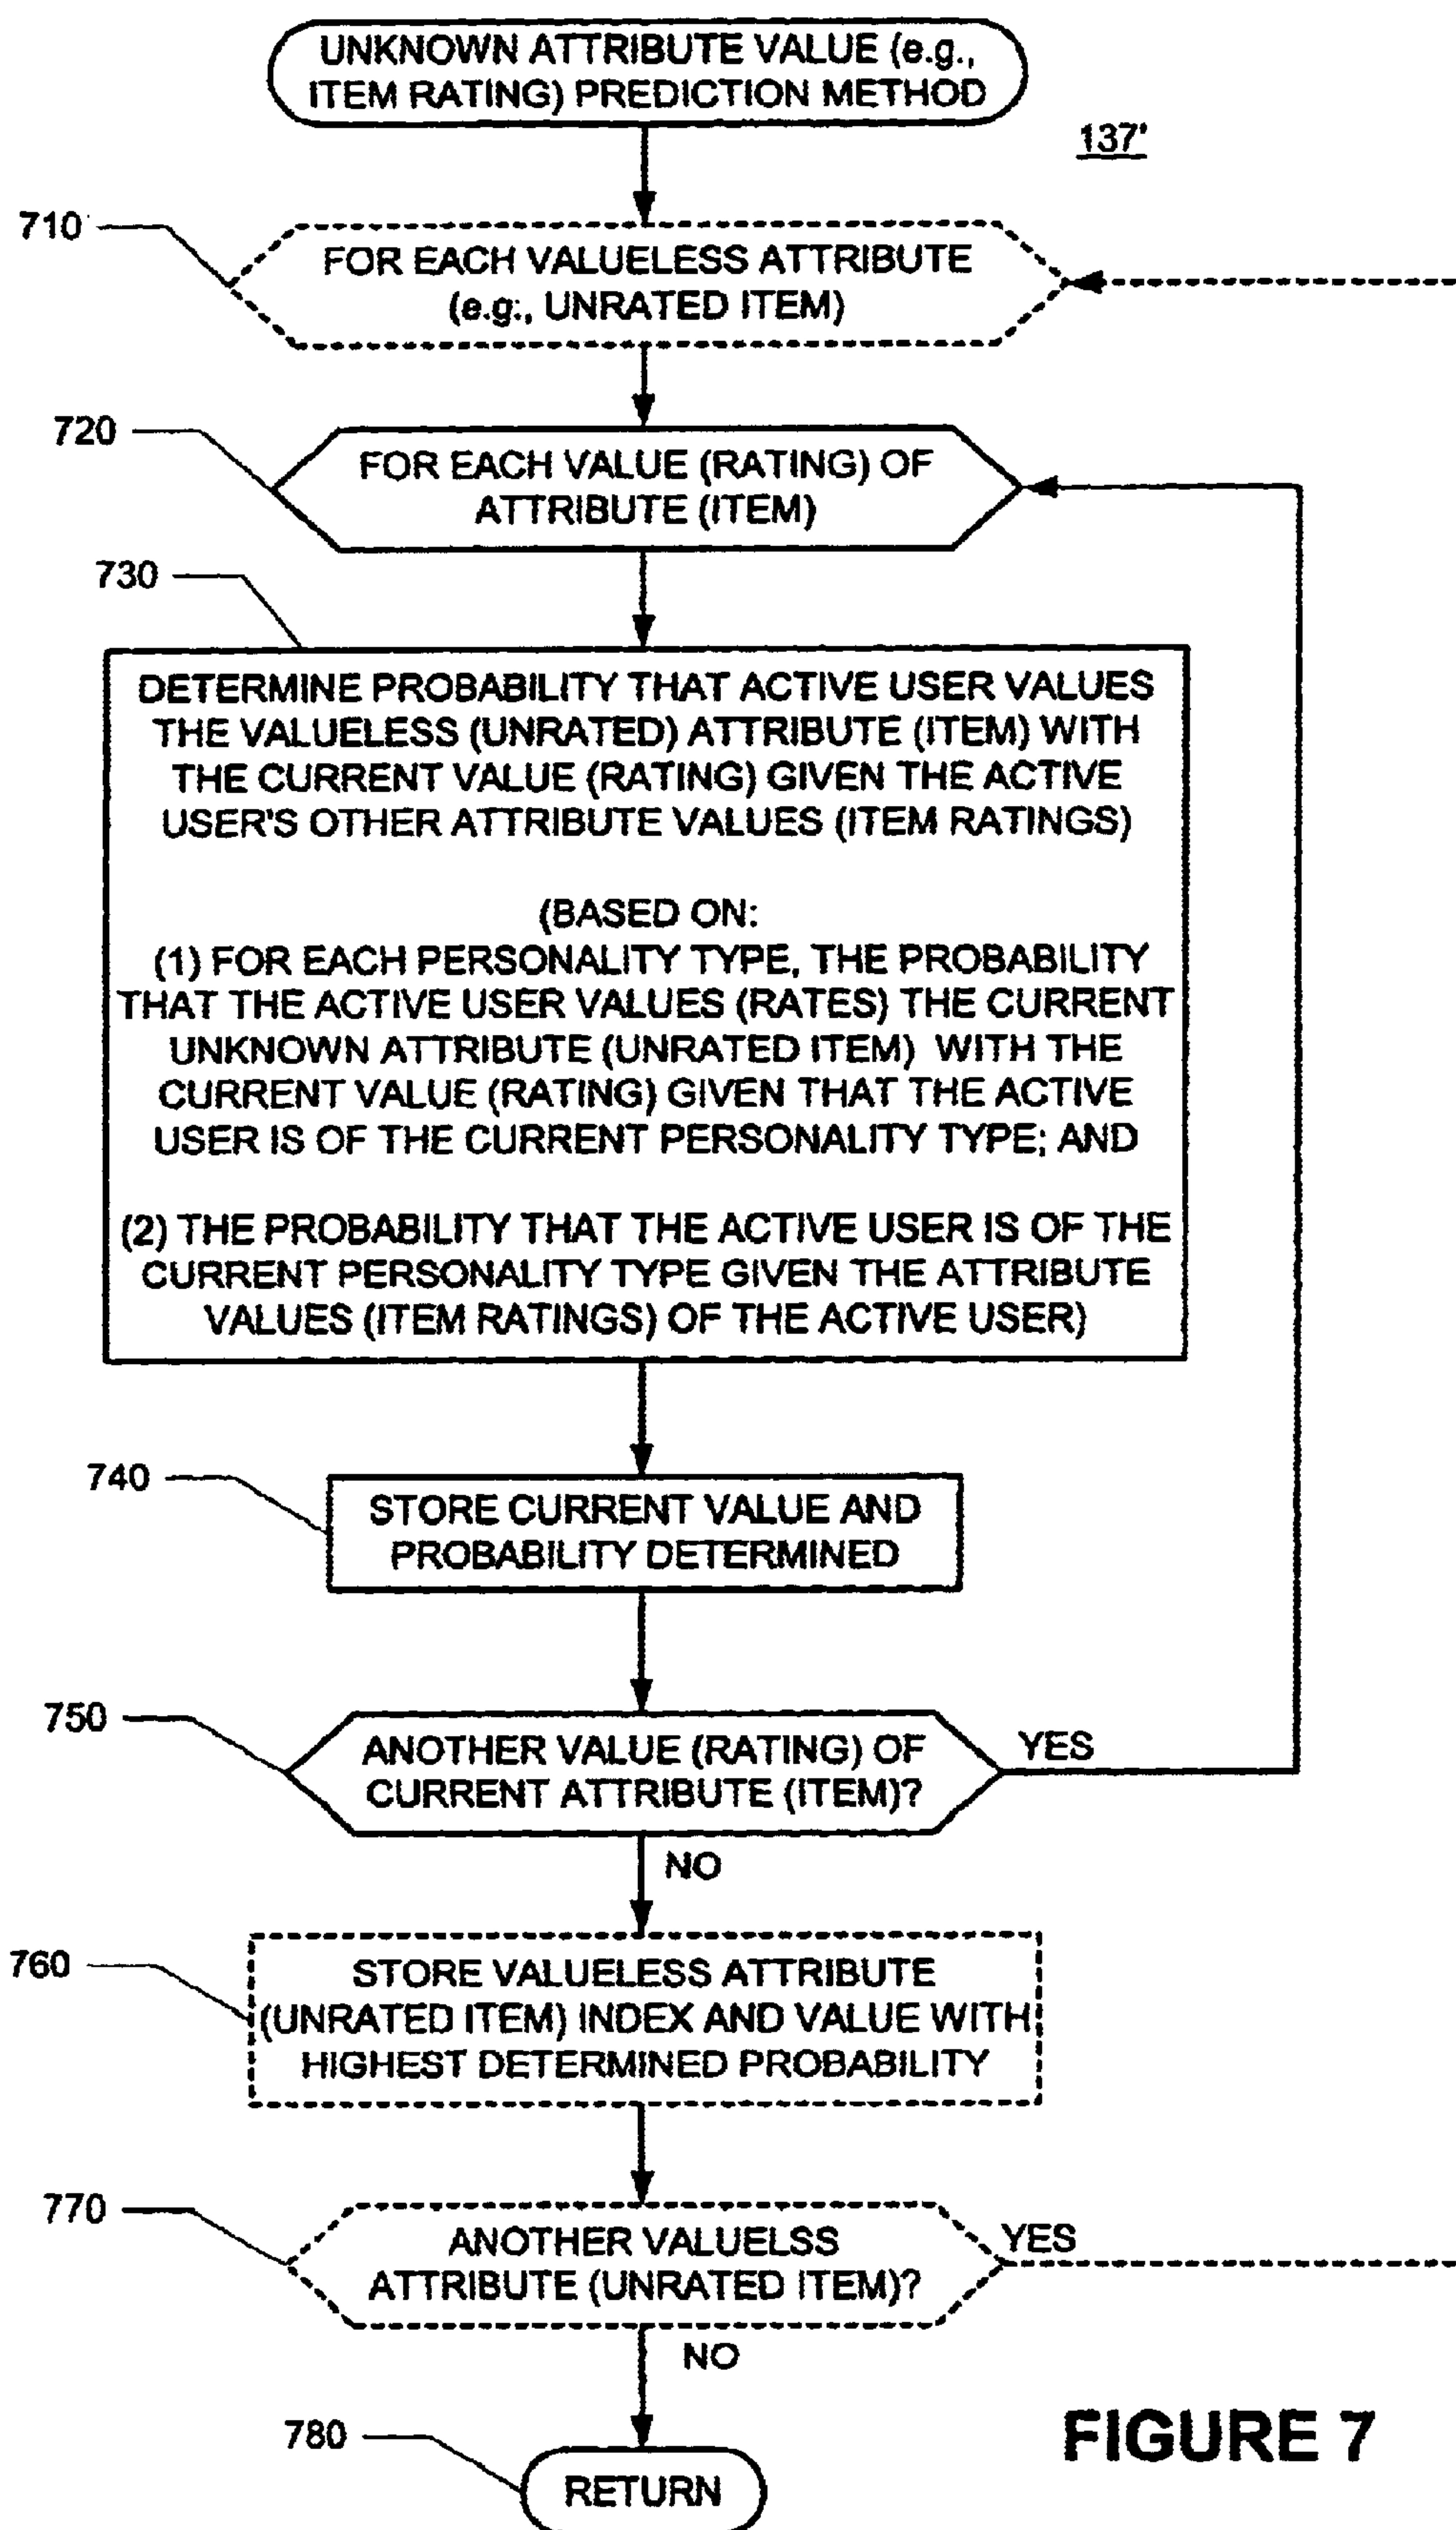 UNKNOWN ATTRIBUTE VALUE (e.g.,
ITEM RATING) PREDICTION METHOD
137'
710
FOR EACH VALUELESS ATTRIBUTE
(e.g., UNRATED ITEM)
720
FOR EACH VALUE (RATING) OF
ATTRIBUTE (ITEM)
730
DETERMINE PROBABILITY THAT ACTIVE USER VALUES
THE VALUELESS (UNRATED) ATTRIBUTE (ITEM) WITH
THE CURRENT VALUE (RATING) GIVEN THE ACTIVE
USER'S OTHER ATTRIBUTE VALUES (ITEM RATINGS)
(BASED ON:
(1) FOR EACH PERSONALITY TYPE, THE PROBABILITY
THAT THE ACTIVE USER VALUES (RATES) THE CURRENT
UNKNOWN ATTRIBUTE (UNRATED ITEM) WITH THE
CURRENT VALUE (RATING) GIVEN THAT THE ACTIVE
USER IS OF THE CURRENT PERSONALITY TYPE; AND
(2) THE PROBABILITY THAT THE ACTIVE USER IS OF THE
CURRENT PERSONALITY TYPE GIVEN THE ATTRIBUTE
VALUES (ITEM RATINGS) OF THE ACTIVE USER)
740
STORE CURRENT VALUE AND
PROBABILITY DETERMINED
750
ANOTHER VALUE (RATING) OF
CURRENT ATTRIBUTE (ITEM)?
YES
NO
760
STORE VALUELESS ATTRIBUTE
(UNRATED ITEM) INDEX AND VALUE WITH
HIGHEST DETERMINED PROBABILITY
770
ANOTHER VALUELSS
ATTRIBUTE (UNRATED ITEM)?
YES
NO
780
RETURN
FIGURE 7